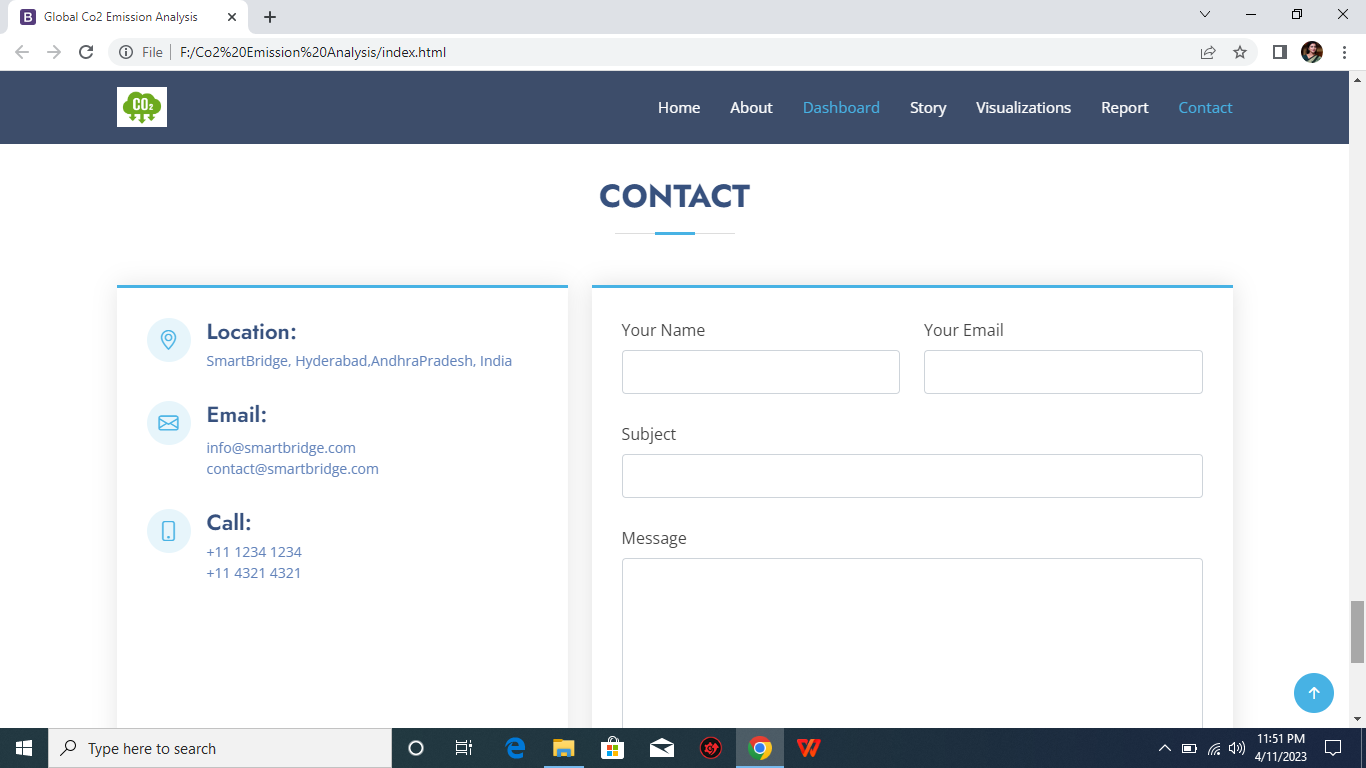 B Global Co2 Emission Analysis
File F:/Co2%20Emission%20Analysis/index.html
CO2
Home About Dashboard Story Visualizations Report Contact
CONTACT
Location:
SmartBridge, Hyderabad,AndhraPradesh, India
Email:
info@smartbridge.com
contact@smartbridge.com
Call:
+11 1234 1234
+11 4321 4321
Your Name
Your Email
Subject
Message
Type here to search
11:51 PM
4/11/2023